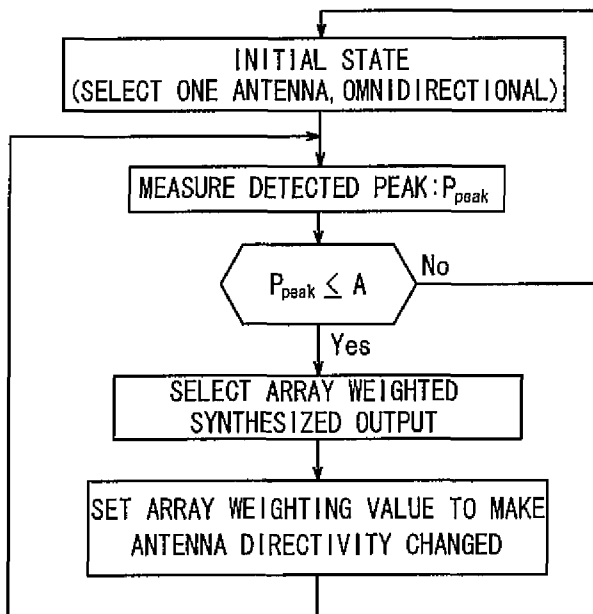 INITIAL STATE
(SELECT ONE ANTENNA, OMNIDIRECTIONAL)
MEASURE DETECTED PEAK:Ppeak
Ppeak ≤ A
No
Yes
SELECT ARRAY WEIGHTED
SYNTHESIZED OUTPUT
SET ARRAY WEIGHTING VALUE TO MAKE
ANTENNA DIRECTIVITY CHANGED